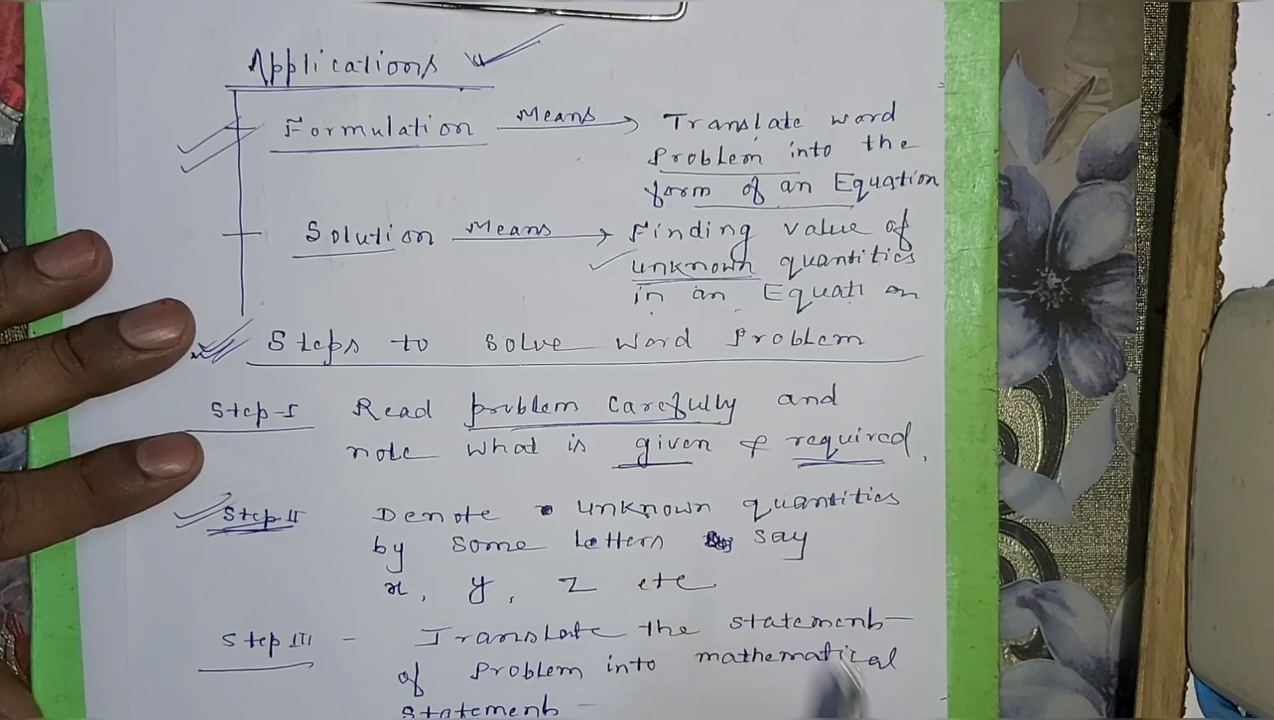 Applications
Formulation Means Translate word
problem into the
form of an Equation
Solution Means Finding value of
unknown quantities
in an Equation
Steps to solve word Problem
Step-I Read problem carefully and
note what is given & required.
Step II Denote unknown quantities
by some letters say
x, y, z etc
Step III - Translate the statement
of Problem into mathematical
statement